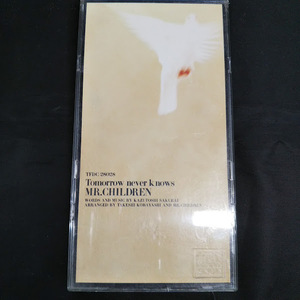 TFDC-28028
Tomorrow never knows
MR.CHILDREN
WORDS AND MUSIC BY KAZUTOSHI SAKURAI
ARRANGED BY TAKESHI KOBAYASHI AND MR.CHILDREN